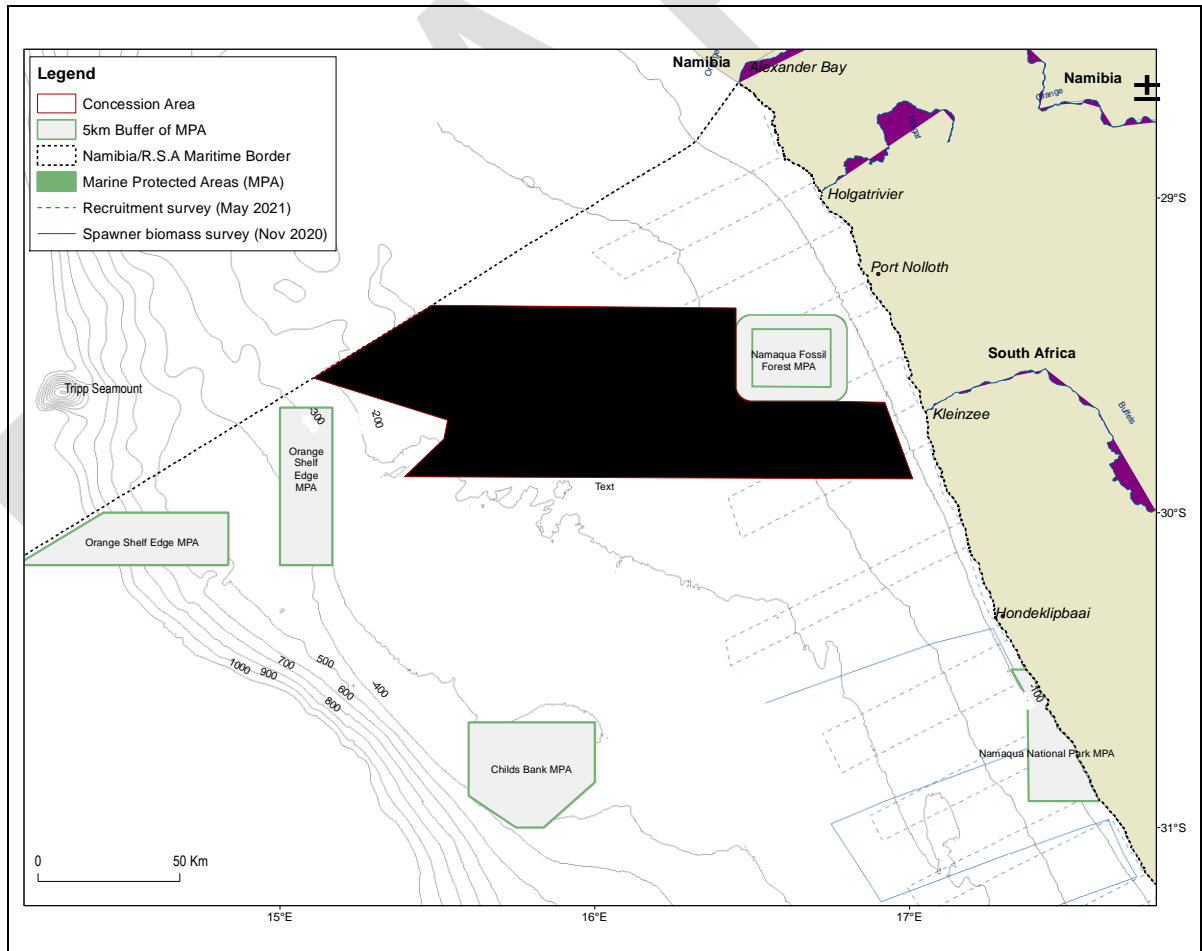 Legend
Concession Area
5km Buffer of MPA
Namibia/R.S.A Maritime Border
Marine Protected Areas (MPA)
Recruitment survey (May 2021)
Spawner biomass survey (Nov 2020)
Namibia
Alexander Bay
Namibia
Orange
Holgatrivier
29°S
Port Nolloth
Namaqua Fossil
Forest MPA
South Africa
Tripp Seamount
Kleinzee
Buffels
-300
-200
Orange
Shelf
Edge
MPA
Text
30°S
Orange Shelf Edge MPA
Hondeklipbaai
1000
900
800
700
600
500
-400
-100
Namaqua National Park MPA
Childs Bank MPA
31°S
0
50 Km
15°E
16°E
17°E